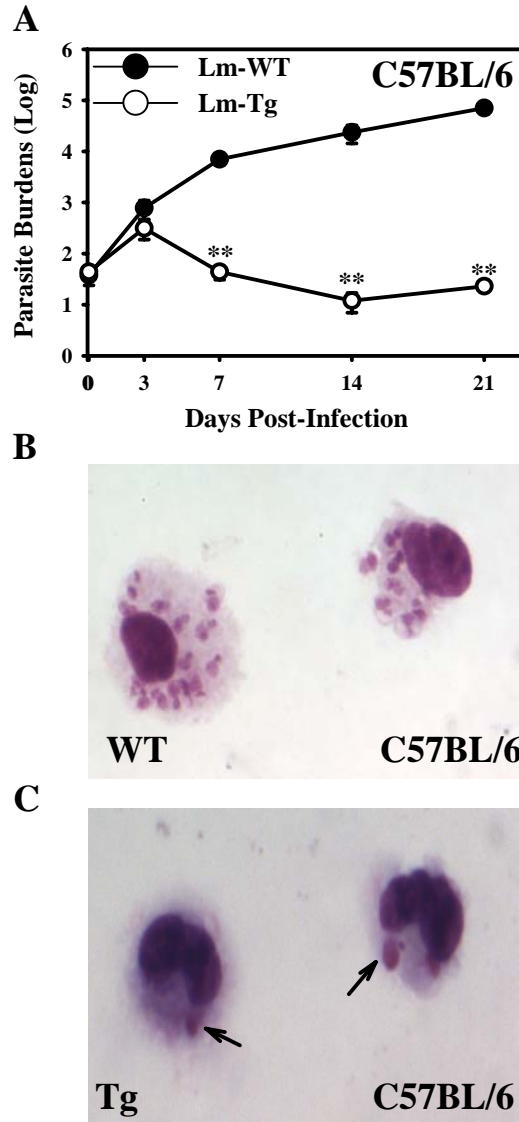 A
6
5
4
3
2
1
0
Parasite Burdens (Log)
Lm-WT
Lm-Tg
C57BL/6
**
**
**
0
3
7
14
21
Days Post-Infection
B
WT
C57BL/6
C
Tg
C57BL/6